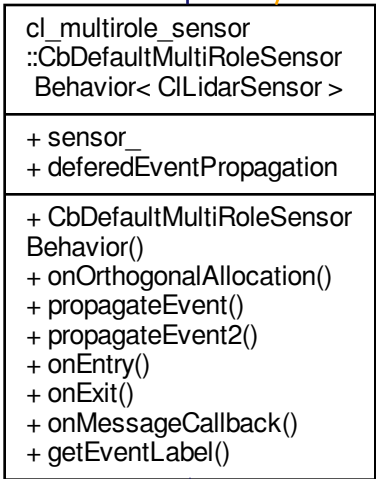 cl_multirole_sensor
::CbDefaultMultiRoleSensor
Behavior< ClLidarSensor >
+ sensor_
+ deferedEventPropagation
+ CbDefaultMultiRoleSensor
Behavior()
+ onOrthogonalAllocation()
+ propagateEvent()
+ propagateEvent2()
+ onEntry()
+ onExit()
+ onMessageCallback()
+ getEventLabel()